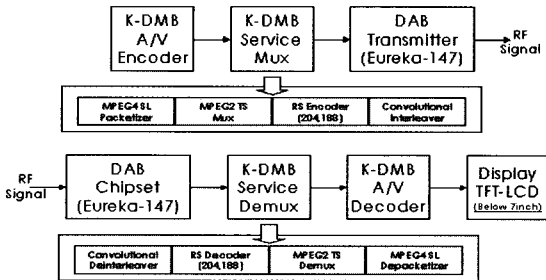 K-DMB
A/V
Encoder
K-DMB
Service
Mux
DAB
Transmitter
(Eureka-147)
RF
Signal
MPEG4 SL
Packetizer
MPEG2 TS
Mux
RS Encoder
(204,188)
Convolutional
Interleaver
RF
Signal
DAB
Chipset
(Eureka-147)
K-DMB
Service
Demux
K-DMB
A/V
Decoder
Display
TFT-LCD
(Below 7inch)
Convolutional
Deinterleaver
RS Decoder
(204,188)
MPEG2 TS
Demux
MPEG4 SL
Depacketizer